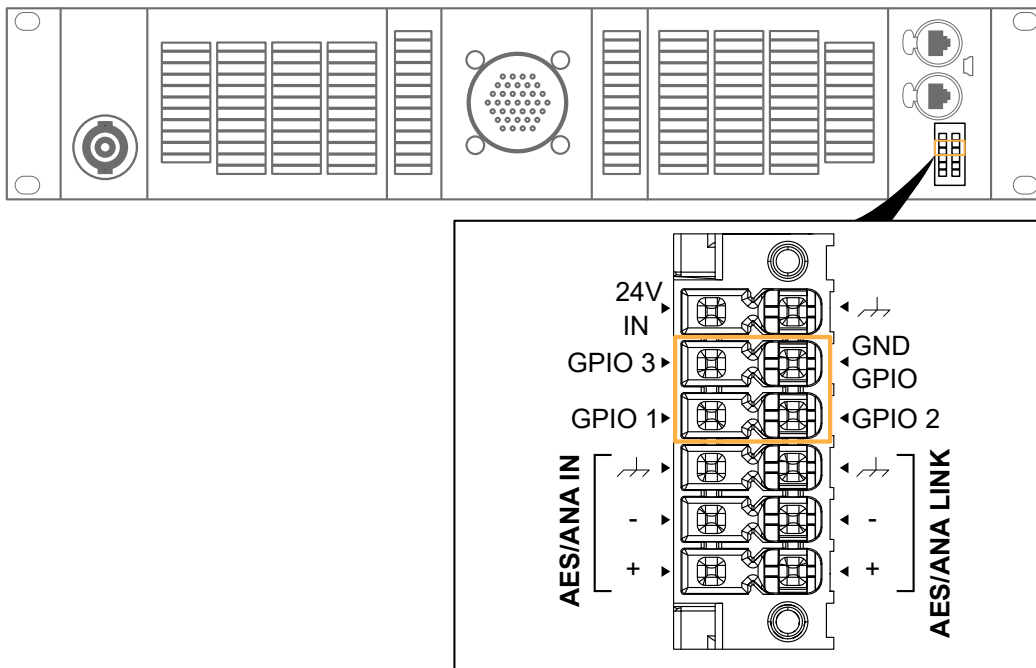 24V
IN
GPIO 3
GND
GPIO
GPIO 1
GPIO 2
AES/ANA IN
-
+
AES/ANA LINK
-
+